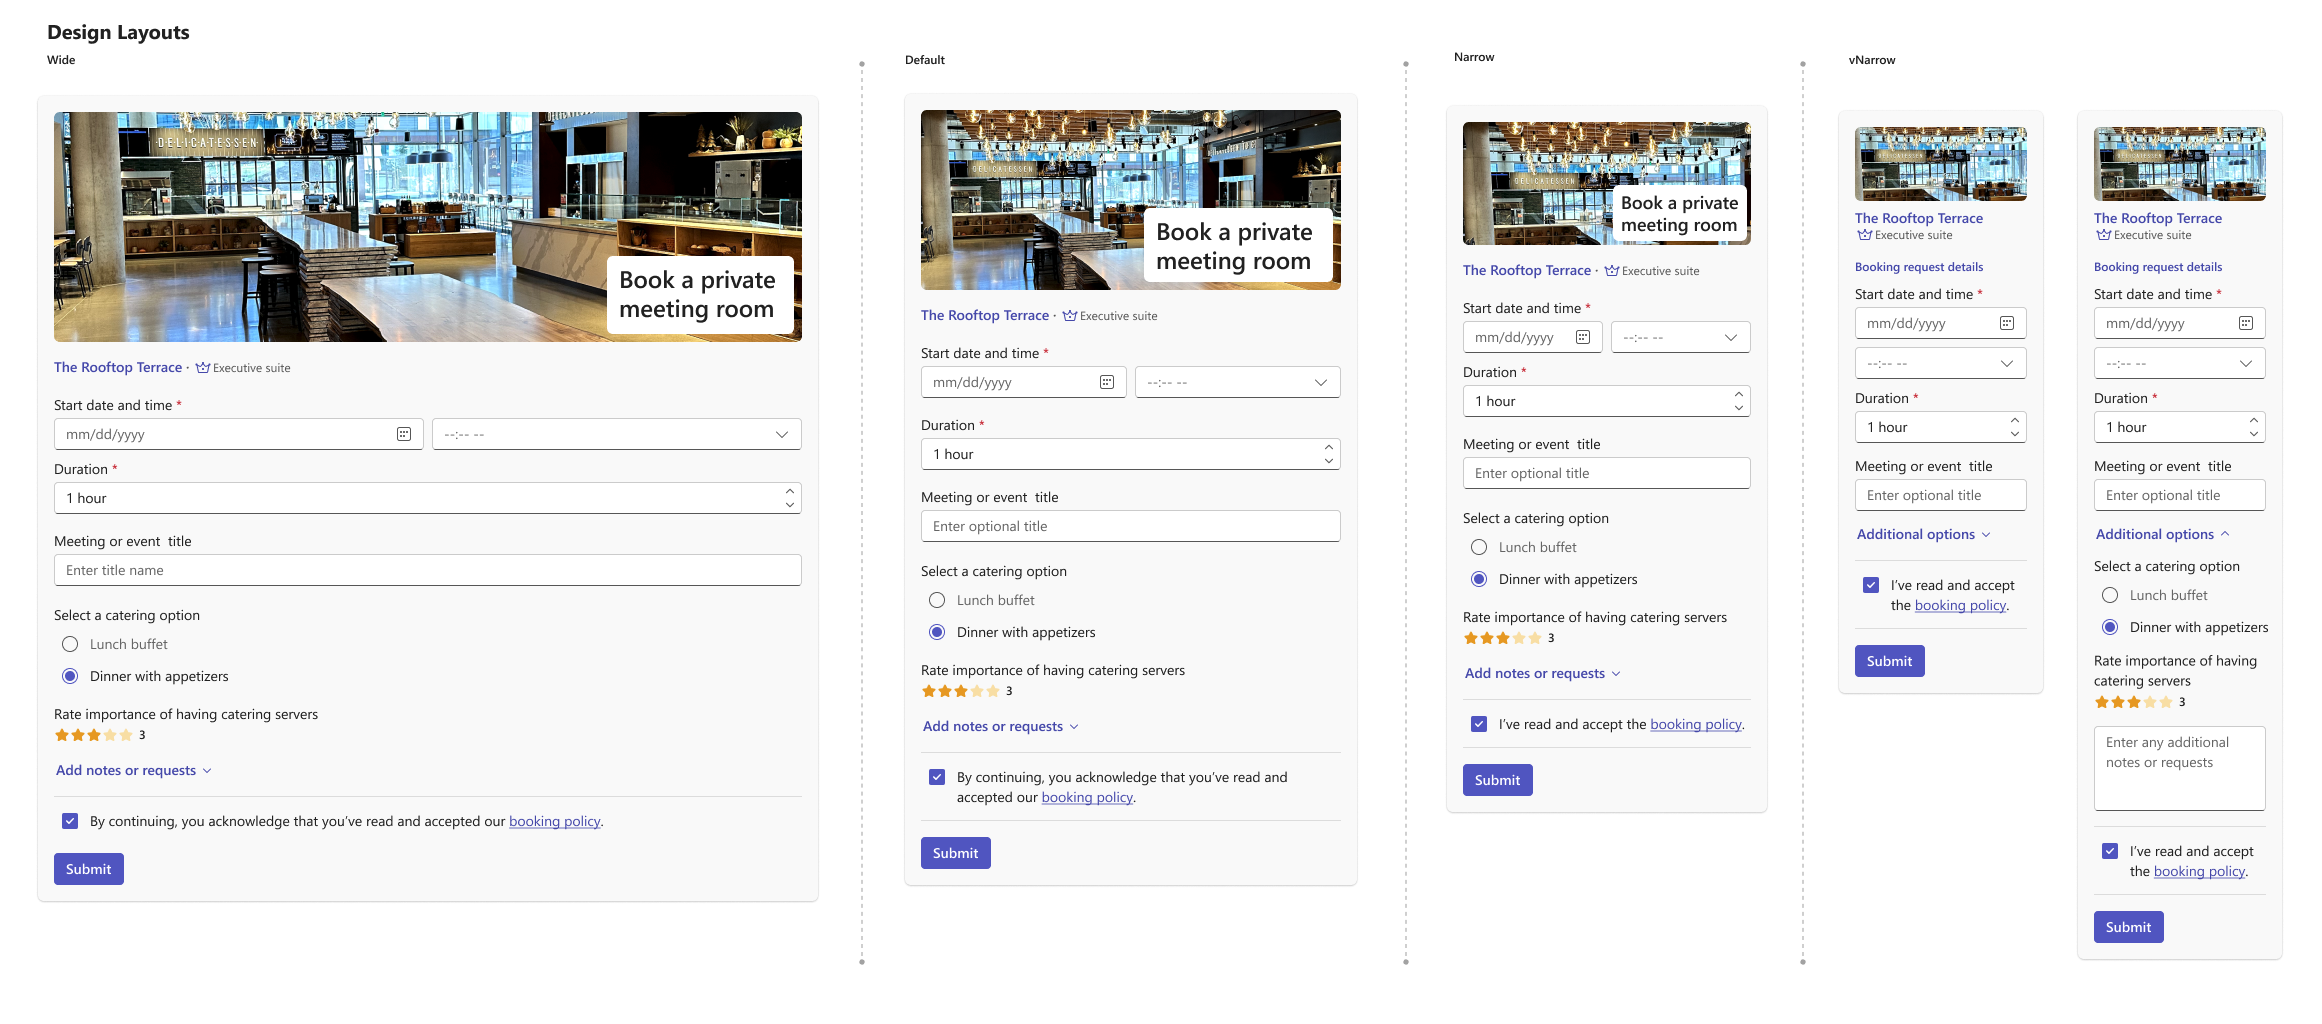 Design Layouts
Wide
DELICATESSEN
Book a private
meeting room
The Rooftop Terrace · Executive suite
Start date and time *
mm/dd/yyyy
--:-- --
Duration *
1 hour
Meeting or event title
Enter title name
Select a catering option
Lunch buffet
Dinner with appetizers
Rate importance of having catering servers
3
Add notes or requests
By continuing, you acknowledge that you've read and accepted our booking policy.
Submit
Default
DELICATESSEN
Book a private
meeting room
The Rooftop Terrace · Executive suite
Start date and time *
mm/dd/yyyy
--:-- --
Duration *
1 hour
Meeting or event title
Enter optional title
Select a catering option
Lunch buffet
Dinner with appetizers
Rate importance of having catering servers
3
Add notes or requests
By continuing, you acknowledge that you've read and
accepted our booking policy.
Submit
Narrow
DELICATESSEN
Book a private
meeting room
The Rooftop Terrace · Executive suite
Start date and time *
mm/dd/yyyy
--:-- --
Duration *
1 hour
Meeting or event title
Enter optional title
Select a catering option
Lunch buffet
Dinner with appetizers
Rate importance of having catering servers
3
Add notes or requests
I've read and accept the booking policy.
Submit
vNarrow
DELICATESSEN
The Rooftop Terrace
Executive suite
Booking request details
Start date and time *
mm/dd/yyyy
--:-- --
Duration *
1 hour
Meeting or event title
Enter optional title
Additional options
I've read and accept
the booking policy.
Submit
DELICATESSEN
The Rooftop Terrace
Executive suite
Booking request details
Start date and time *
mm/dd/yyyy
--:-- --
Duration *
1 hour
Meeting or event title
Enter optional title
Additional options
Select a catering option
Lunch buffet
Dinner with appetizers
Rate importance of having
catering servers
3
Enter any additional
notes or requests
I've read and accept
the booking policy.
Submit